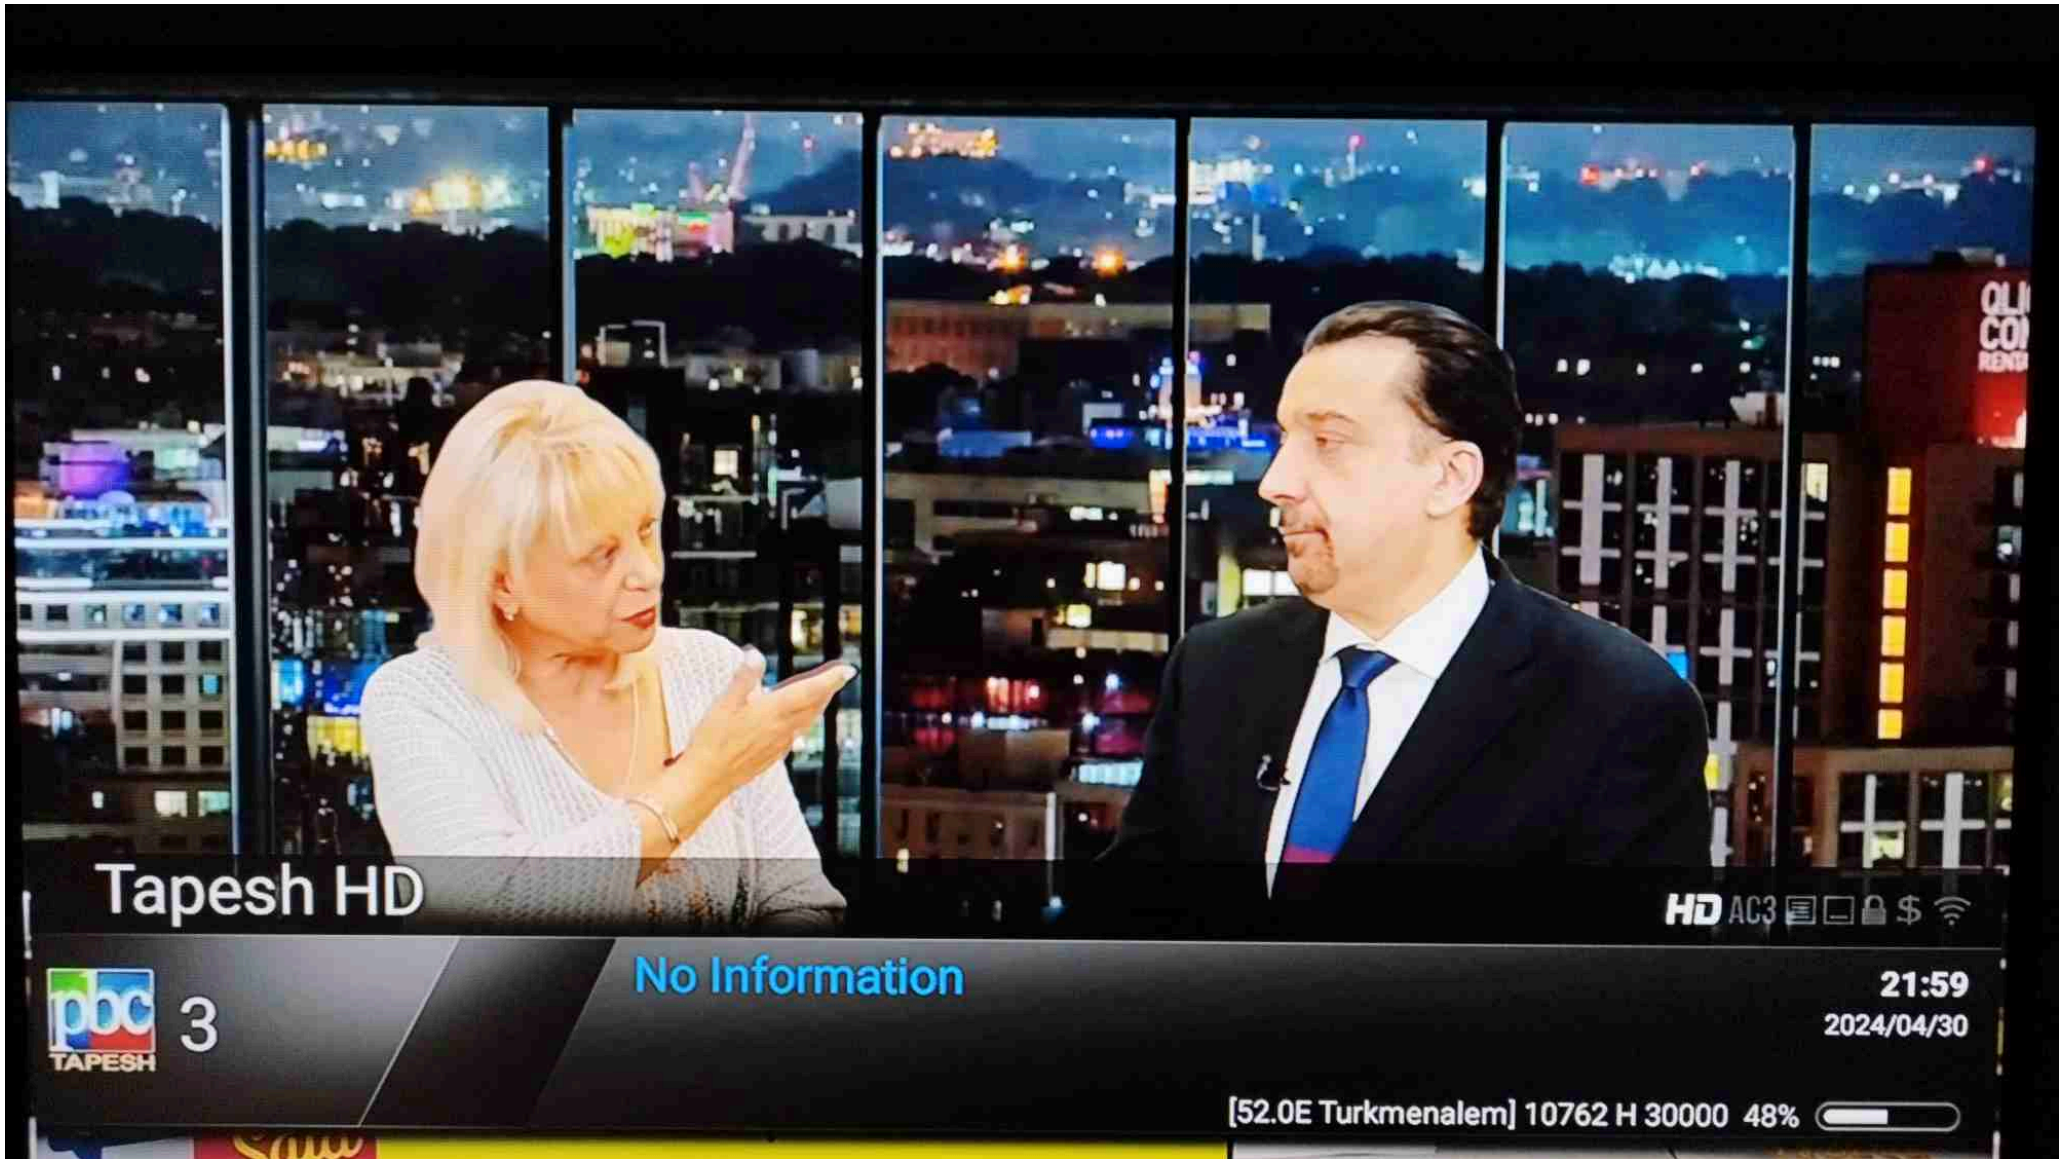 Tapesh HD
HD AC3 $
No Information
pbc
TAPESH
3
21:59
2024/04/30
[52.0E Turkmenalem] 10762 H 30000 48%